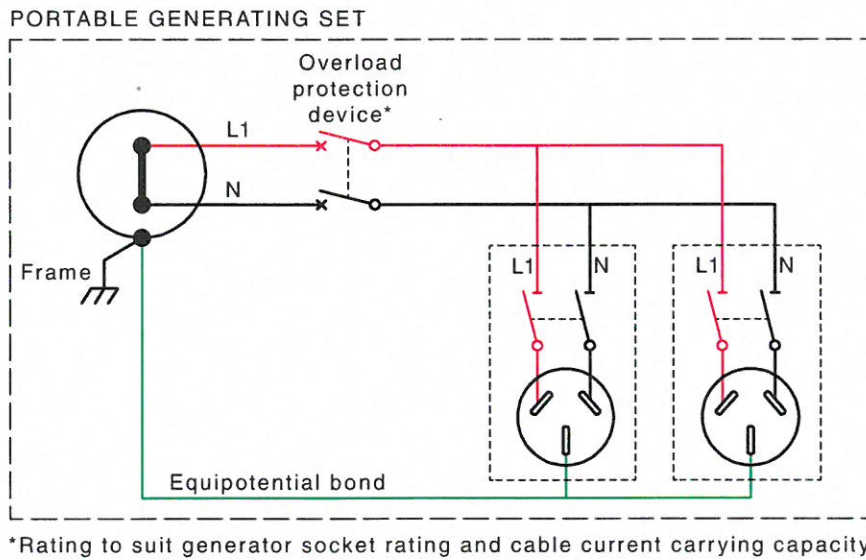 PORTABLE GENERATING SET
Overload
protection
device*
L1
N
Frame
L1
N
L1
N
Equipotential bond
*Rating to suit generator socket rating and cable current carrying capacity